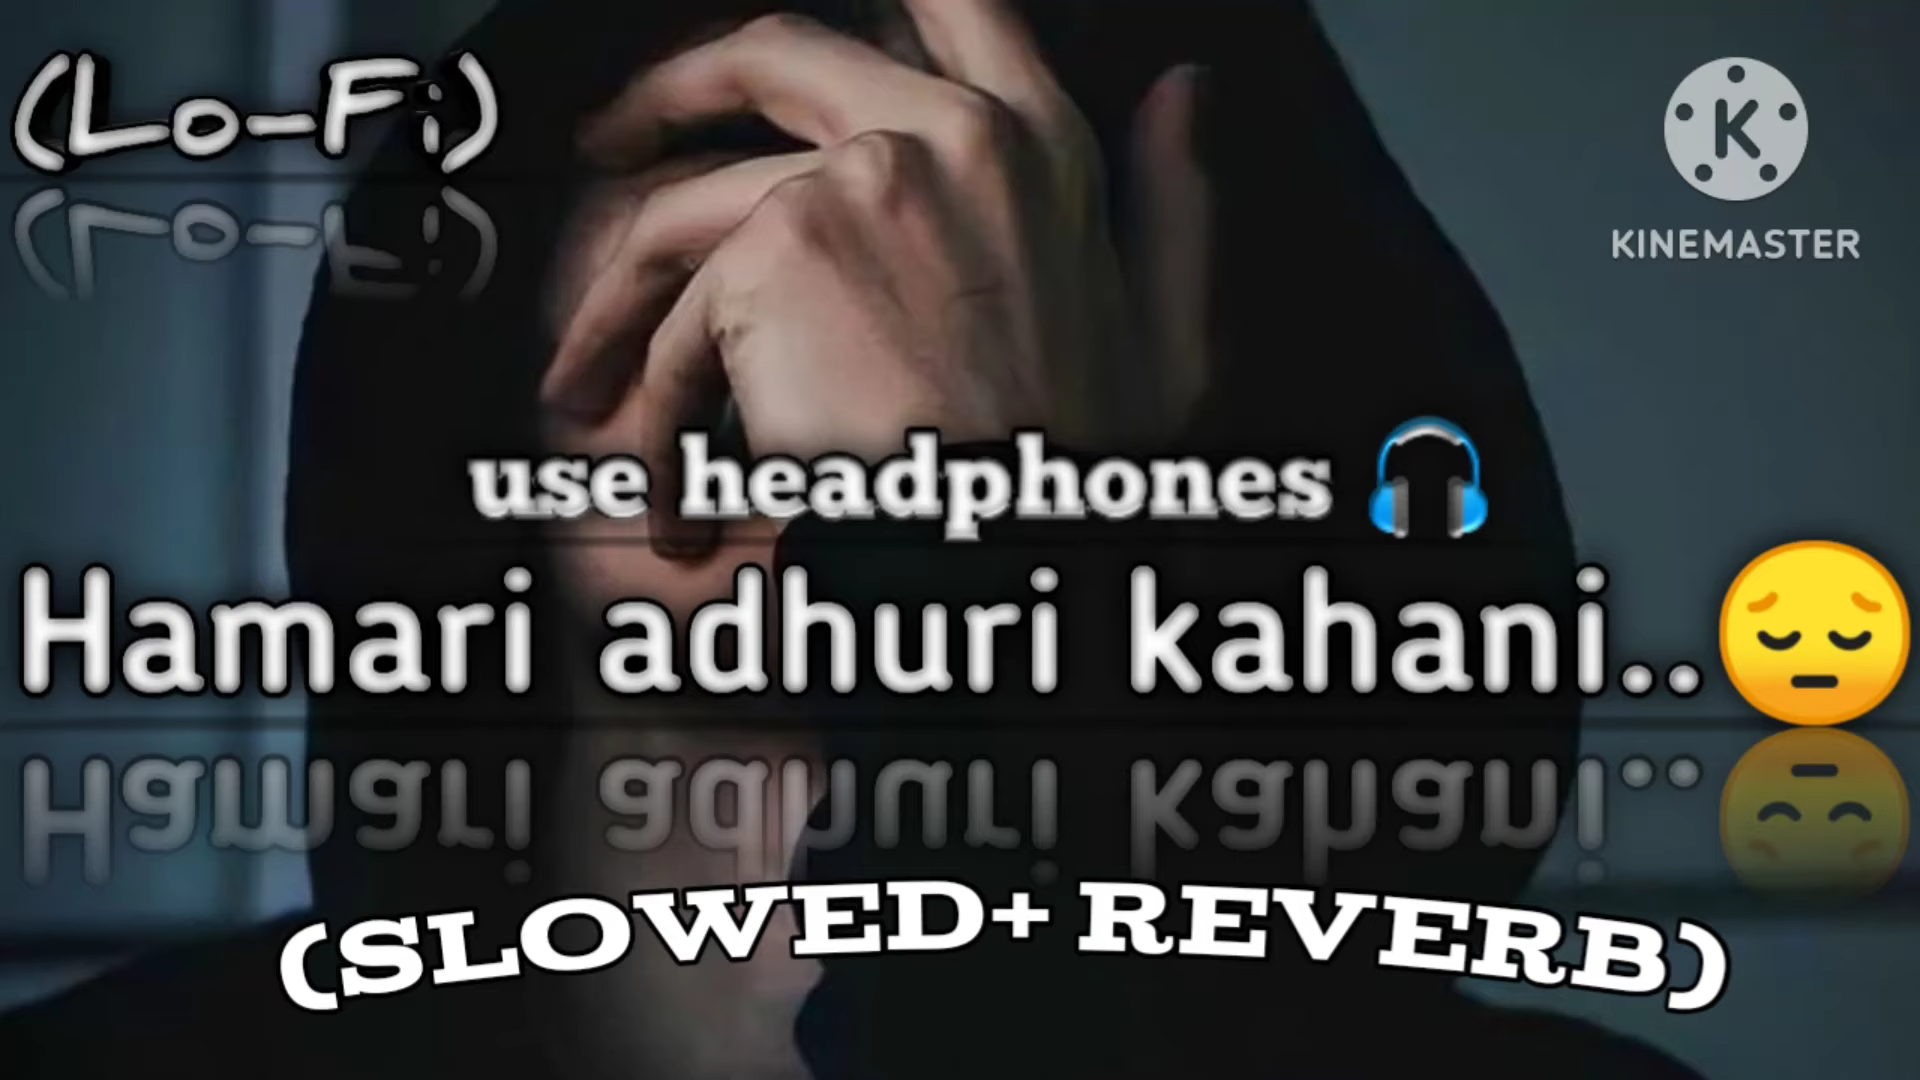 (Lo-Fi)
KINEMASTER
use headphones 🎧
Hamari adhuri kahani..😔
(SLOWED+ REVERB)